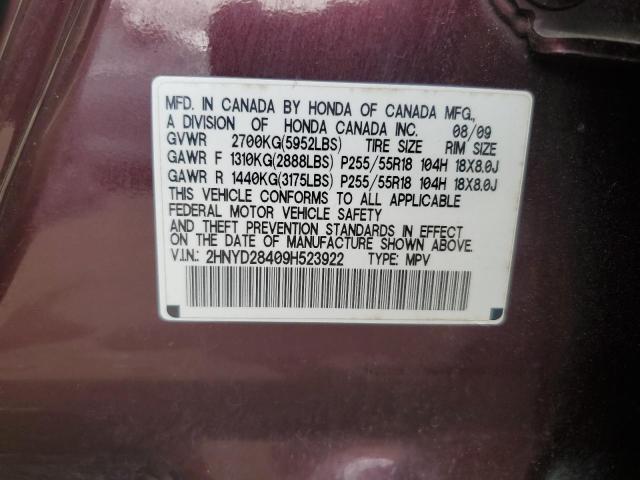 MFD. IN CANADA BY HONDA OF CANADA MFG.,
A DIVISION OF HONDA CANADA INC. 08/09
GVWR 2700KG(5952LBS) TIRE SIZE RIM SIZE
GAWR F 1310KG(2888LBS) P255/55R18 104H 18X8.0J
GAWR R 1440KG(3175LBS) P255/55R18 104H 18X8.0J
THIS VEHICLE CONFORMS TO ALL APPLICABLE
FEDERAL MOTOR VEHICLE SAFETY
AND THEFT PREVENTION STANDARDS IN EFFECT
ON THE DATE OF MANUFACTURE SHOWN ABOVE.
V.I.N.: 2HNYD28409H523922 TYPE: MPV